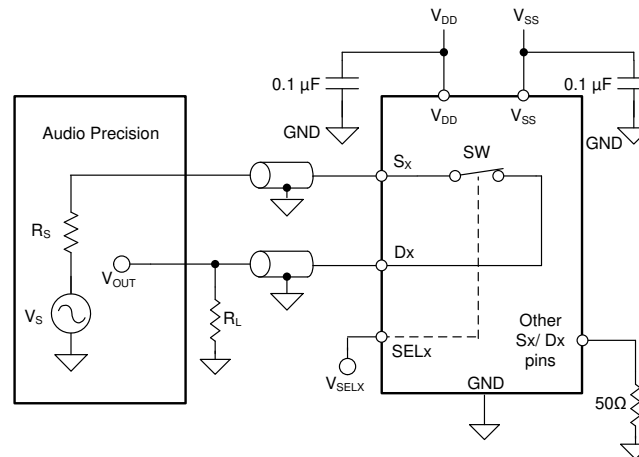 VDD
VSS
0.1 µF
0.1 µF
VDD
VSS
GND
GND
Audio Precision
SX
SW
RS
VOUT
Dx
VS
RL
SELx
Other
Sx/ Dx
pins
VSELX
GND
50Ω